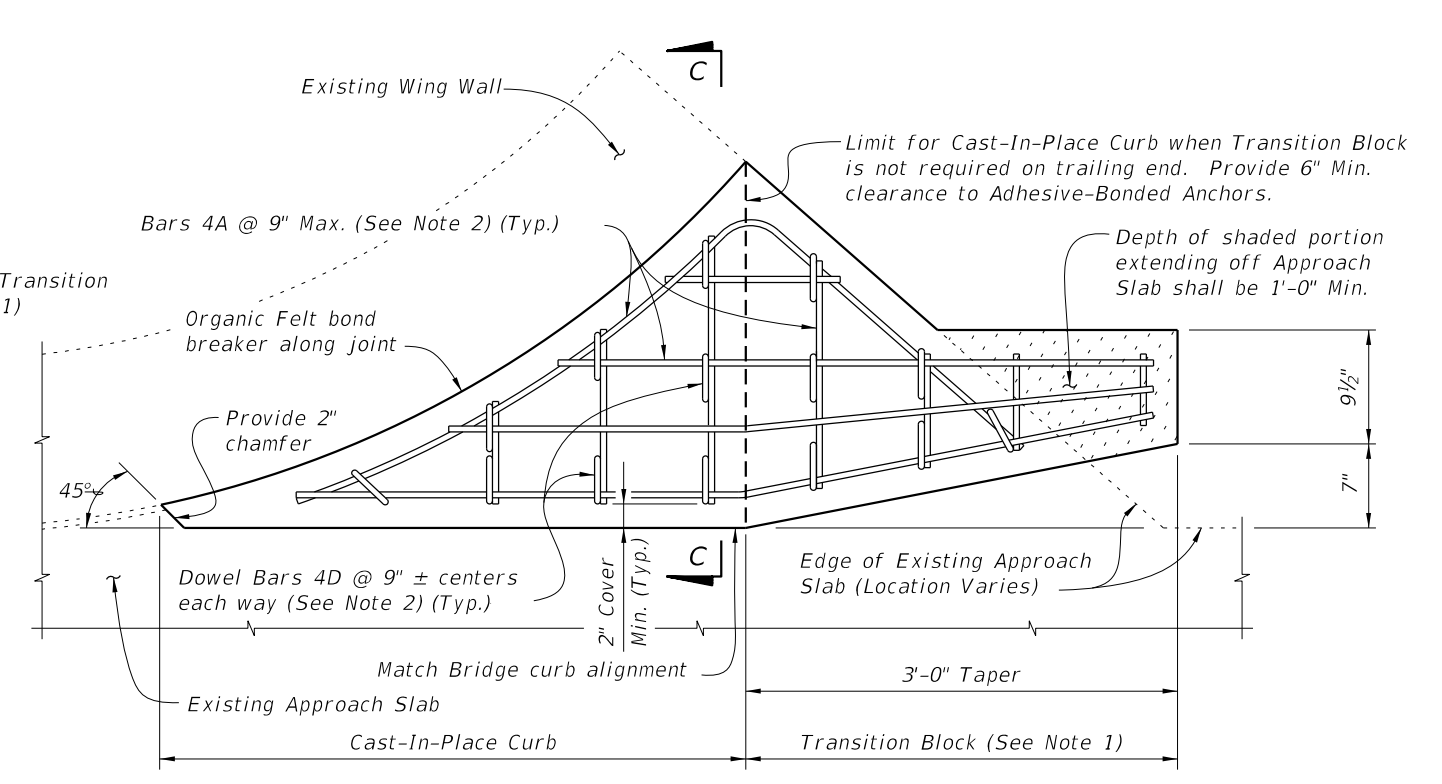 C
Existing Wing Wall
Limit for Cast-In-Place Curb when Transition Block
is not required on trailing end. Provide 6" Min.
clearance to Adhesive-Bonded Anchors.
Bars 4A @ 9" Max. (See Note 2) (Typ.)
Depth of shaded portion
extending off Approach
Slab shall be 1'-0" Min.
Transition
1)
Organic Felt bond
breaker along joint
9½"
Provide 2"
chamfer
45°
7"
C
Edge of Existing Approach
Slab (Location Varies)
Dowel Bars 4D @ 9" ± centers
each way (See Note 2) (Typ.)
2" Cover
Min. (Typ.)
Match Bridge curb alignment
3'-0" Taper
Existing Approach Slab
Cast-In-Place Curb
Transition Block (See Note 1)